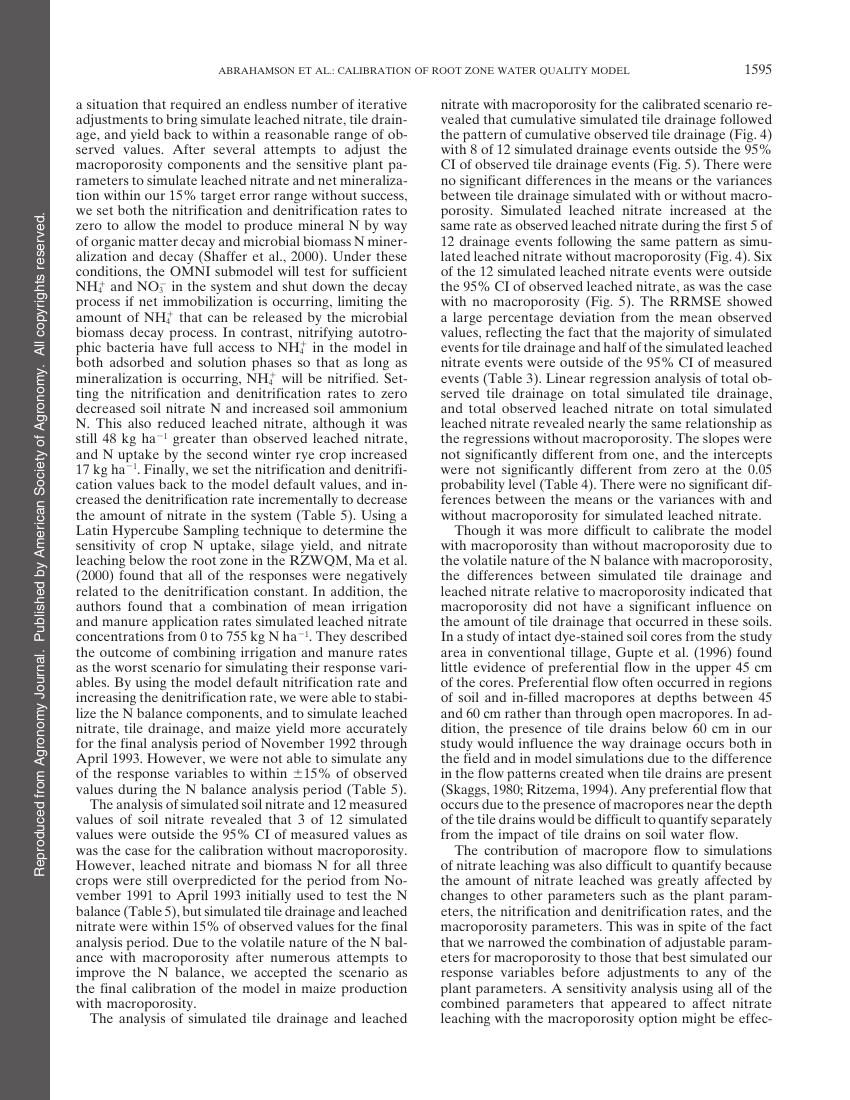 ABRAHAMSON ET AL.: CALIBRATION OF ROOT ZONE WATER QUALITY MODEL 1595
a situation that required an endless number of iterative
adjustments to bring simulate leached nitrate, tile drain-
age, and yield back to within a reasonable range of ob-
served values. After several attempts to adjust the
macroporosity components and the sensitive plant pa-
rameters to simulate leached nitrate and net mineraliza-
tion within our 15% target error range without success,
we set both the nitrification and denitrification rates to
zero to allow the model to produce mineral N by way
of organic matter decay and microbial biomass N miner-
alization and decay (Shaffer et al., 2000). Under these
conditions, the OMNI submodel will test for sufficient
NH₄⁺ and NO₃⁻ in the system and shut down the decay
process if net immobilization is occurring, limiting the
amount of NH₄⁺ that can be released by the microbial
biomass decay process. In contrast, nitrifying autotro-
phic bacteria have full access to NH₄⁺ in the model in
both adsorbed and solution phases so that as long as
mineralization is occurring, NH₄⁺ will be nitrified. Set-
ting the nitrification and denitrification rates to zero
decreased soil nitrate N and increased soil ammonium
N. This also reduced leached nitrate, although it was
still 48 kg ha⁻¹ greater than observed leached nitrate,
and N uptake by the second winter rye crop increased
17 kg ha⁻¹. Finally, we set the nitrification and denitrifi-
cation values back to the model default values, and in-
creased the denitrification rate incrementally to decrease
the amount of nitrate in the system (Table 5). Using a
Latin Hypercube Sampling technique to determine the
sensitivity of crop N uptake, silage yield, and nitrate
leaching below the root zone in the RZWQM, Ma et al.
(2000) found that all of the responses were negatively
related to the denitrification constant. In addition, the
authors found that a combination of mean irrigation
and manure application rates simulated leached nitrate
concentrations from 0 to 755 kg N ha⁻¹. They described
the outcome of combining irrigation and manure rates
as the worst scenario for simulating their response vari-
ables. By using the model default nitrification rate and
increasing the denitrification rate, we were able to stabi-
lize the N balance components, and to simulate leached
nitrate, tile drainage, and maize yield more accurately
for the final analysis period of November 1992 through
April 1993. However, we were not able to simulate any
of the response variables to within ±15% of observed
values during the N balance analysis period (Table 5).
The analysis of simulated soil nitrate and 12 measured
values of soil nitrate revealed that 3 of 12 simulated
values were outside the 95% CI of measured values as
was the case for the calibration without macroporosity.
However, leached nitrate and biomass N for all three
crops were still overpredicted for the period from No-
vember 1991 to April 1993 initially used to test the N
balance (Table 5), but simulated tile drainage and leached
nitrate were within 15% of observed values for the final
analysis period. Due to the volatile nature of the N bal-
ance with macroporosity after numerous attempts to
improve the N balance, we accepted the scenario as
the final calibration of the model in maize production
with macroporosity.
The analysis of simulated tile drainage and leached
nitrate with macroporosity for the calibrated scenario re-
vealed that cumulative simulated tile drainage followed
the pattern of cumulative observed tile drainage (Fig. 4)
with 8 of 12 simulated drainage events outside the 95%
CI of observed tile drainage events (Fig. 5). There were
no significant differences in the means or the variances
between tile drainage simulated with or without macro-
porosity. Simulated leached nitrate increased at the
same rate as observed leached nitrate during the first 5 of
12 drainage events following the same pattern as simu-
lated leached nitrate without macroporosity (Fig. 4). Six
of the 12 simulated leached nitrate events were outside
the 95% CI of observed leached nitrate, as was the case
with no macroporosity (Fig. 5). The RRMSE showed
a large percentage deviation from the mean observed
values, reflecting the fact that the majority of simulated
events for tile drainage and half of the simulated leached
nitrate events were outside of the 95% CI of measured
events (Table 3). Linear regression analysis of total ob-
served tile drainage on total simulated tile drainage,
and total observed leached nitrate on total simulated
leached nitrate revealed nearly the same relationship as
the regressions without macroporosity. The slopes were
not significantly different from one, and the intercepts
were not significantly different from zero at the 0.05
probability level (Table 4). There were no significant dif-
ferences between the means or the variances with and
without macroporosity for simulated leached nitrate.
Though it was more difficult to calibrate the model
with macroporosity than without macroporosity due to
the volatile nature of the N balance with macroporosity,
the differences between simulated tile drainage and
leached nitrate relative to macroporosity indicated that
macroporosity did not have a significant influence on
the amount of tile drainage that occurred in these soils.
In a study of intact dye-stained soil cores from the study
area in conventional tillage, Gupte et al. (1996) found
little evidence of preferential flow in the upper 45 cm
of the cores. Preferential flow often occurred in regions
of soil and in-filled macropores at depths between 45
and 60 cm rather than through open macropores. In ad-
dition, the presence of tile drains below 60 cm in our
study would influence the way drainage occurs both in
the field and in model simulations due to the difference
in the flow patterns created when tile drains are present
(Skaggs, 1980; Ritzema, 1994). Any preferential flow that
occurs due to the presence of macropores near the depth
of the tile drains would be difficult to quantify separately
from the impact of tile drains on soil water flow.
The contribution of macropore flow to simulations
of nitrate leaching was also difficult to quantify because
the amount of nitrate leached was greatly affected by
changes to other parameters such as the plant param-
eters, the nitrification and denitrification rates, and the
macroporosity parameters. This was in spite of the fact
that we narrowed the combination of adjustable param-
eters for macroporosity to those that best simulated our
response variables before adjustments to any of the
plant parameters. A sensitivity analysis using all of the
combined parameters that appeared to affect nitrate
leaching with the macroporosity option might be effec-
Reproduced from Agronomy Journal. Published by American Society of Agronomy. All copyrights reserved.